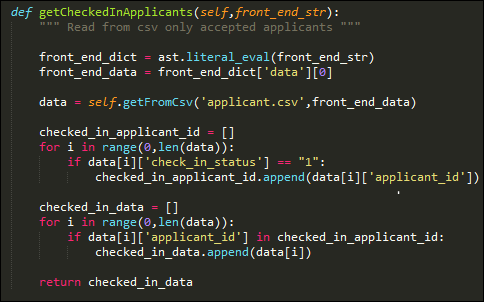 def getCheckedInApplicants(self,front_end_str):
    """ Read from csv only accepted applicants """
    front_end_dict = ast.literal_eval(front_end_str)
    front_end_data = front_end_dict['data'][0]
    data = self.getFromCsv('applicant.csv',front_end_data)
    checked_in_applicant_id = []
    for i in range(0,len(data)):
        if data[i]['check_in_status'] == "1":
            checked_in_applicant_id.append(data[i]['applicant_id'])
    checked_in_data = []
    for i in range(0,len(data)):
        if data[i]['applicant_id'] in checked_in_applicant_id:
            checked_in_data.append(data[i])
    return checked_in_data